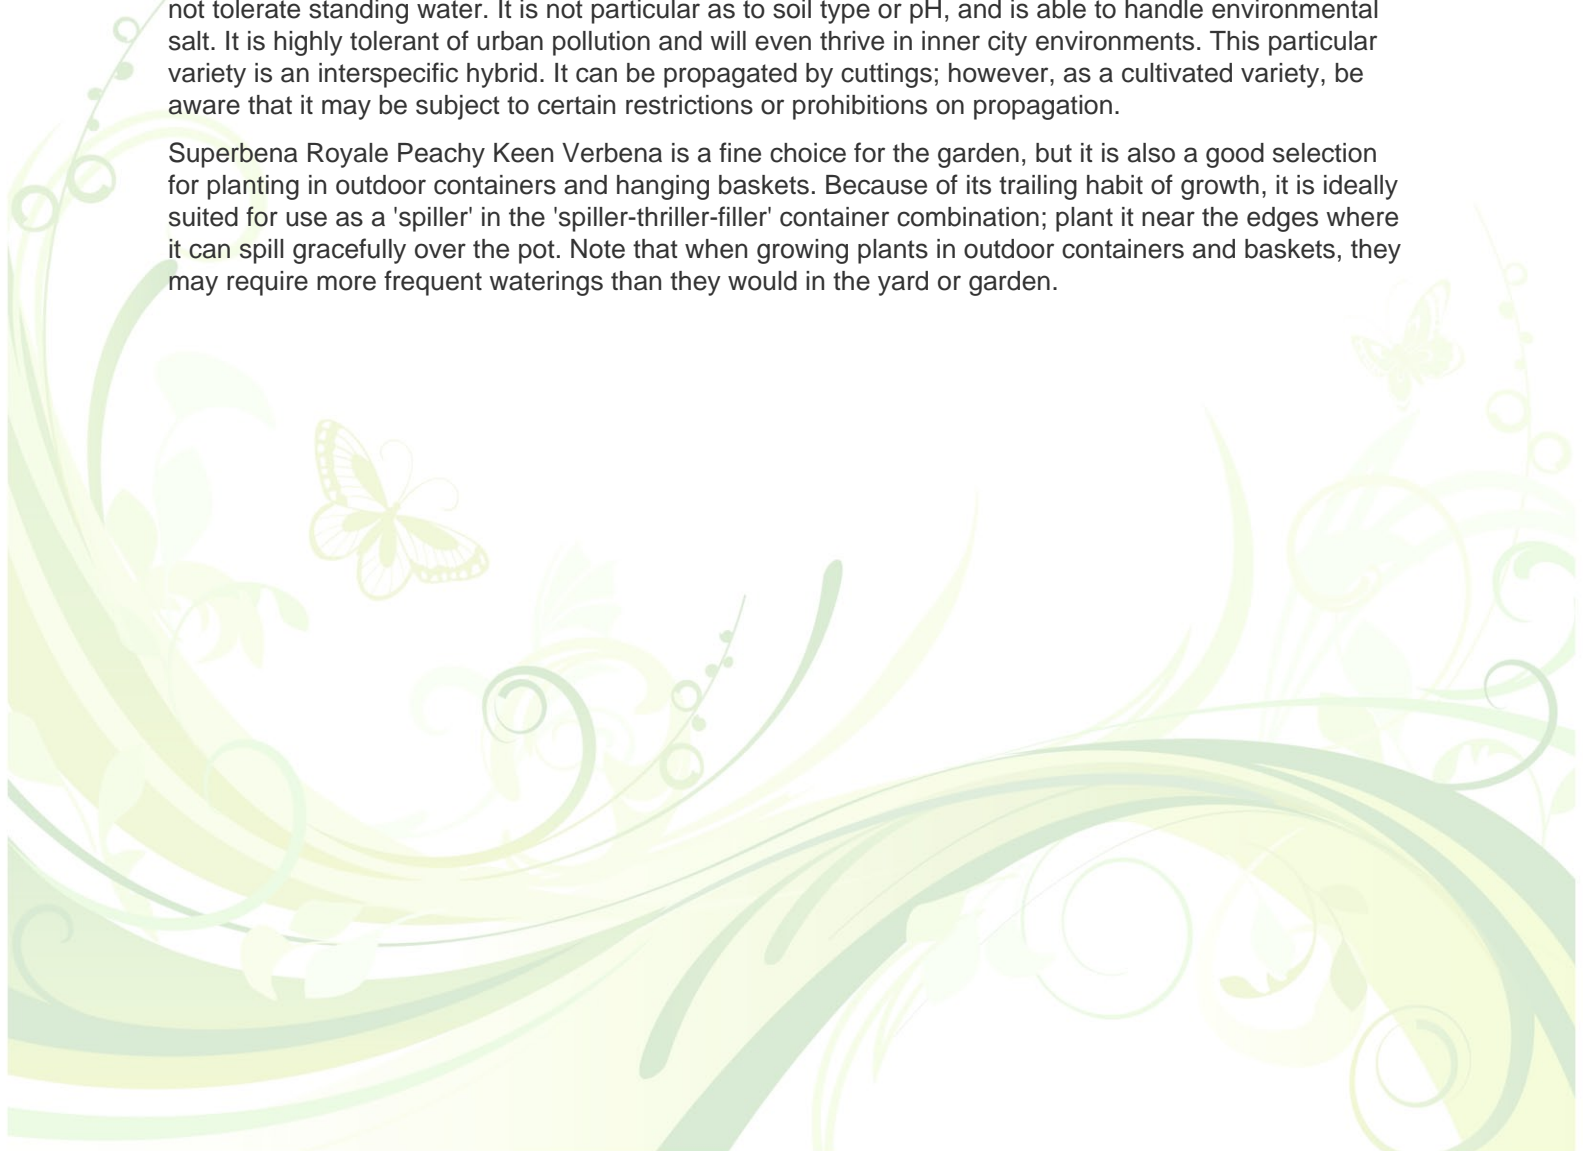 not tolerate standing water. It is not particular as to soil type or pH, and is able to handle environmental
salt. It is highly tolerant of urban pollution and will even thrive in inner city environments. This particular
variety is an interspecific hybrid. It can be propagated by cuttings; however, as a cultivated variety, be
aware that it may be subject to certain restrictions or prohibitions on propagation.
Superbena Royale Peachy Keen Verbena is a fine choice for the garden, but it is also a good selection
for planting in outdoor containers and hanging baskets. Because of its trailing habit of growth, it is ideally
suited for use as a 'spiller' in the 'spiller-thriller-filler' container combination; plant it near the edges where
it can spill gracefully over the pot. Note that when growing plants in outdoor containers and baskets, they
may require more frequent waterings than they would in the yard or garden.